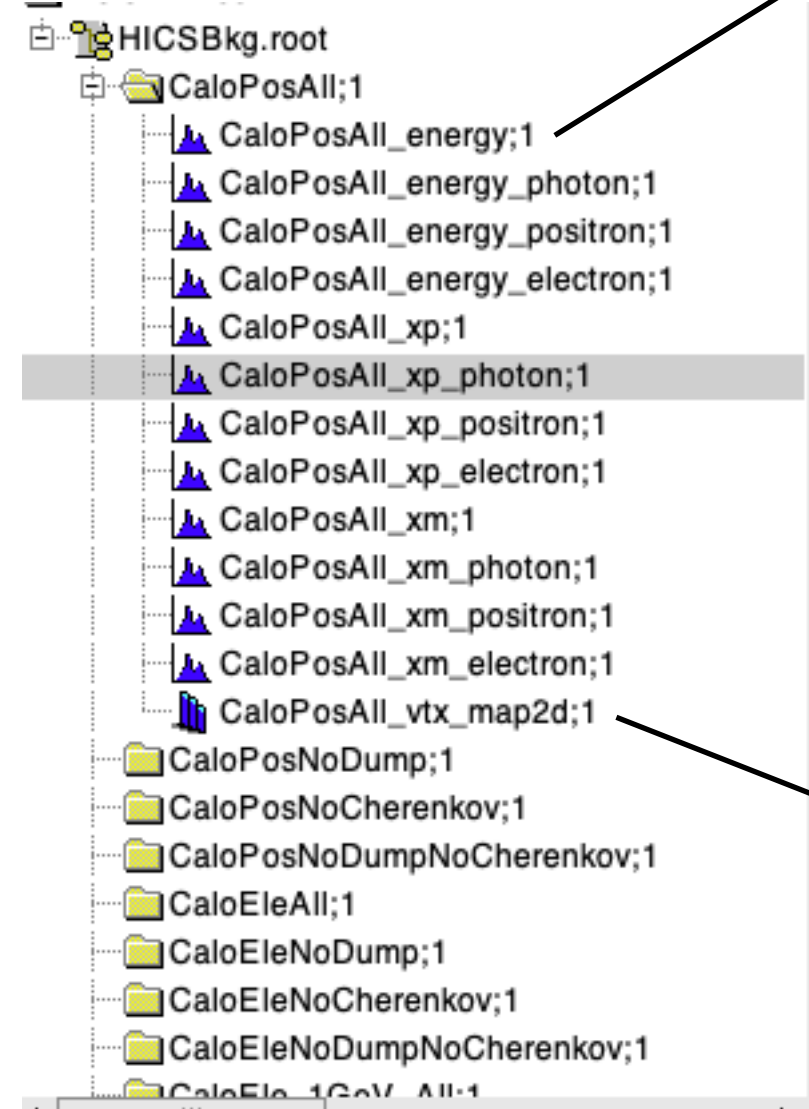 HICSBkg.root
CaloPosAll;1
CaloPosAll_energy;1
CaloPosAll_energy_photon;1
CaloPosAll_energy_positron;1
CaloPosAll_energy_electron;1
CaloPosAll_xp;1
CaloPosAll_xp_photon;1
CaloPosAll_xp_positron;1
CaloPosAll_xp_electron;1
CaloPosAll_xm;1
CaloPosAll_xm_photon;1
CaloPosAll_xm_positron;1
CaloPosAll_xm_electron;1
CaloPosAll_vtx_map2d;1
CaloPosNoDump;1
CaloPosNoCherenkov;1
CaloPosNoDumpNoCherenkov;1
CaloEleAll;1
CaloEleNoDump;1
CaloEleNoCherenkov;1
CaloEleNoDumpNoCherenkov;1
CaloEle_1GoV_All;1